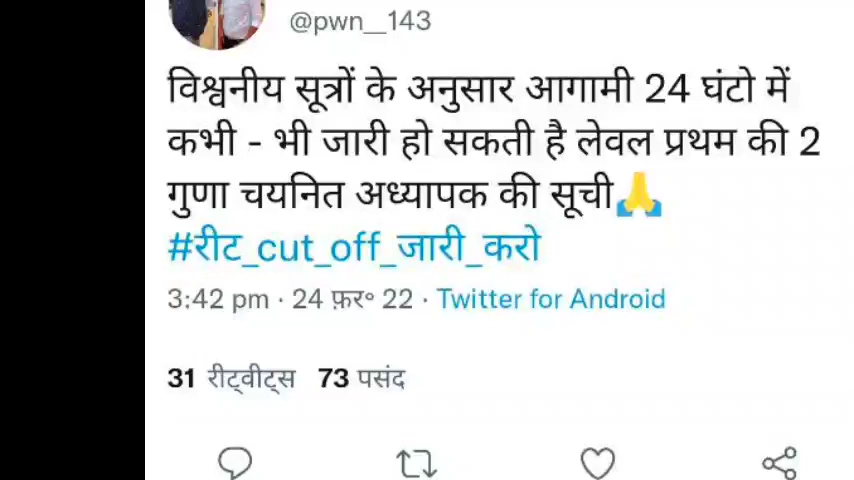 @pwn__143
विश्वनीय सूत्रों के अनुसार आगामी 24 घंटो में
कभी - भी जारी हो सकती है लेवल प्रथम की 2
गुणा चयनित अध्यापक की सूची🙏
#रीट_cut_off_जारी_करो
3:42 pm · 24 फ़र॰ 22 · Twitter for Android
31 रीट्वीट्स 73 पसंद